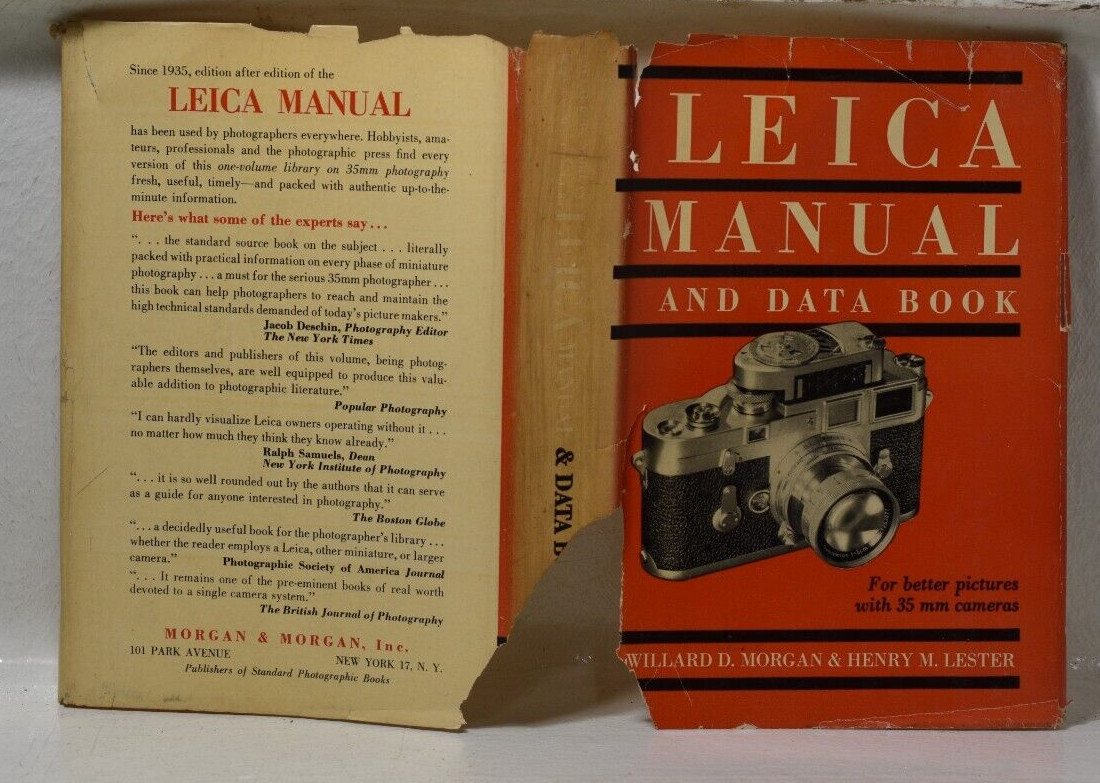 Since 1935, edition after edition of the
LEICA MANUAL
has been used by photographers everywhere. Hobbyists, ama-
teurs, professionals and the photographic press find every
version of this one-volume library on 35mm photography
fresh, useful, timely—and packed with authentic up-to-the-
minute information.
Here's what some of the experts say...
". . . the standard source book on the subject . . . literally
packed with practical information on every phase of miniature
photography . . . a must for the serious 35mm photographer . . .
this book can help photographers to reach and maintain the
high technical standards demanded of today's picture makers."
Jacob Deschin, Photography Editor
The New York Times
"The editors and publishers of this volume, being photog-
raphers themselves, are well equipped to produce this valu-
able addition to photographic literature."
Popular Photography
"I can hardly visualize Leica owners operating without it . . .
no matter how much they think they know already."
Ralph Samuels, Dean
New York Institute of Photography
". . . it is so well rounded out by the authors that it can serve
as a guide for anyone interested in photography."
The Boston Globe
". . . a decidedly useful book for the photographer's library . . .
whether the reader employs a Leica, other miniature, or larger
camera."
Photographic Society of America Journal
". . . It remains one of the pre-eminent books of real worth
devoted to a single camera system."
The British Journal of Photography
MORGAN & MORGAN, Inc.
101 PARK AVENUE
NEW YORK 17, N. Y.
Publishers of Standard Photographic Books
LEICA MANUAL
& DATA B
LEICA
MANUAL
AND DATA BOOK
For better pictures
with 35 mm cameras
WILLARD D. MORGAN & HENRY M. LESTER